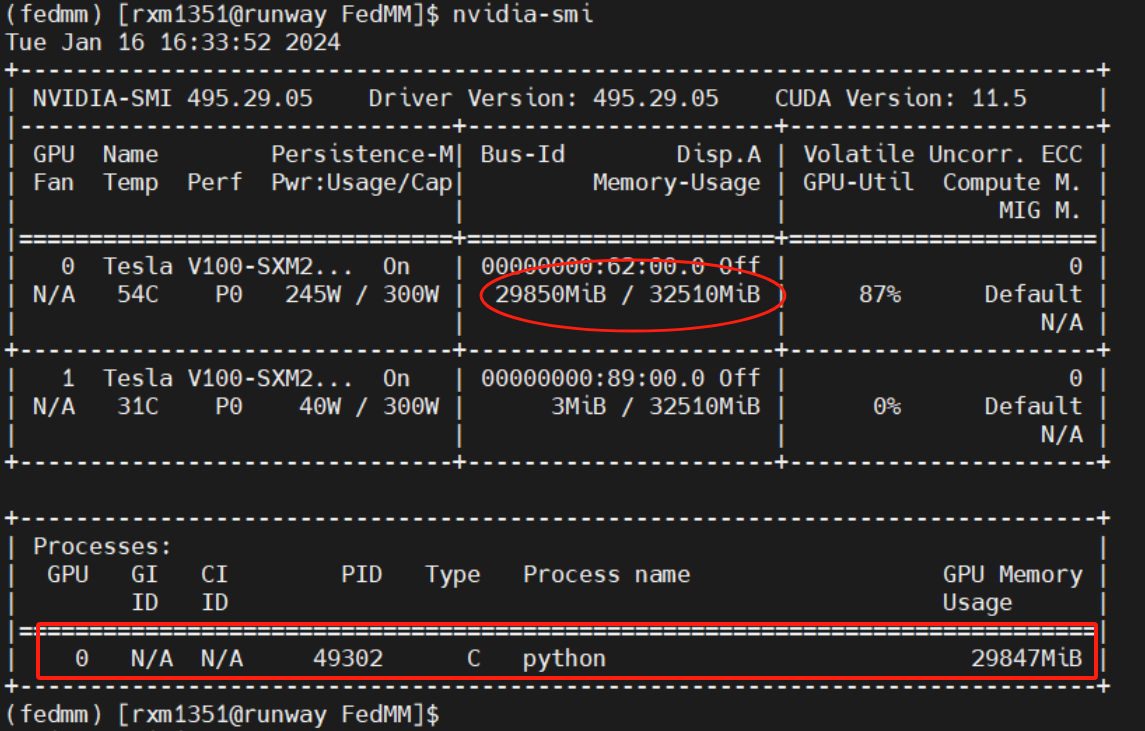 (fedmm) [rxm1351@runway FedMM]$ nvidia-smi
Tue Jan 16 16:33:52 2024
+-----------------------------------------------------------------------------+
| NVIDIA-SMI 495.29.05    Driver Version: 495.29.05    CUDA Version: 11.5     |
|-------------------------------+----------------------+----------------------+
| GPU  Name        Persistence-M| Bus-Id        Disp.A | Volatile Uncorr. ECC |
| Fan  Temp  Perf  Pwr:Usage/Cap|         Memory-Usage | GPU-Util  Compute M. |
|                               |                      |               MIG M. |
|===============================+======================+======================|
|   0  Tesla V100-SXM2...  On   | 00000000:62:00.0 Off |                    0 |
| N/A   54C    P0   245W / 300W | 29850MiB / 32510MiB |     87%      Default |
|                               |                      |                  N/A |
+-------------------------------+----------------------+----------------------+
|   1  Tesla V100-SXM2...  On   | 00000000:89:00.0 Off |                    0 |
| N/A   31C    P0    40W / 300W |     3MiB / 32510MiB |      0%      Default |
|                               |                      |                  N/A |
+-------------------------------+----------------------+----------------------+

+-----------------------------------------------------------------------------+
| Processes:                                                                  |
|  GPU   GI   CI        PID   Type   Process name                  GPU Memory |
|        ID   ID                                                   Usage      |
|=============================================================================|
|    0   N/A  N/A     49302      C   python                          29847MiB |
+-----------------------------------------------------------------------------+
(fedmm) [rxm1351@runway FedMM]$